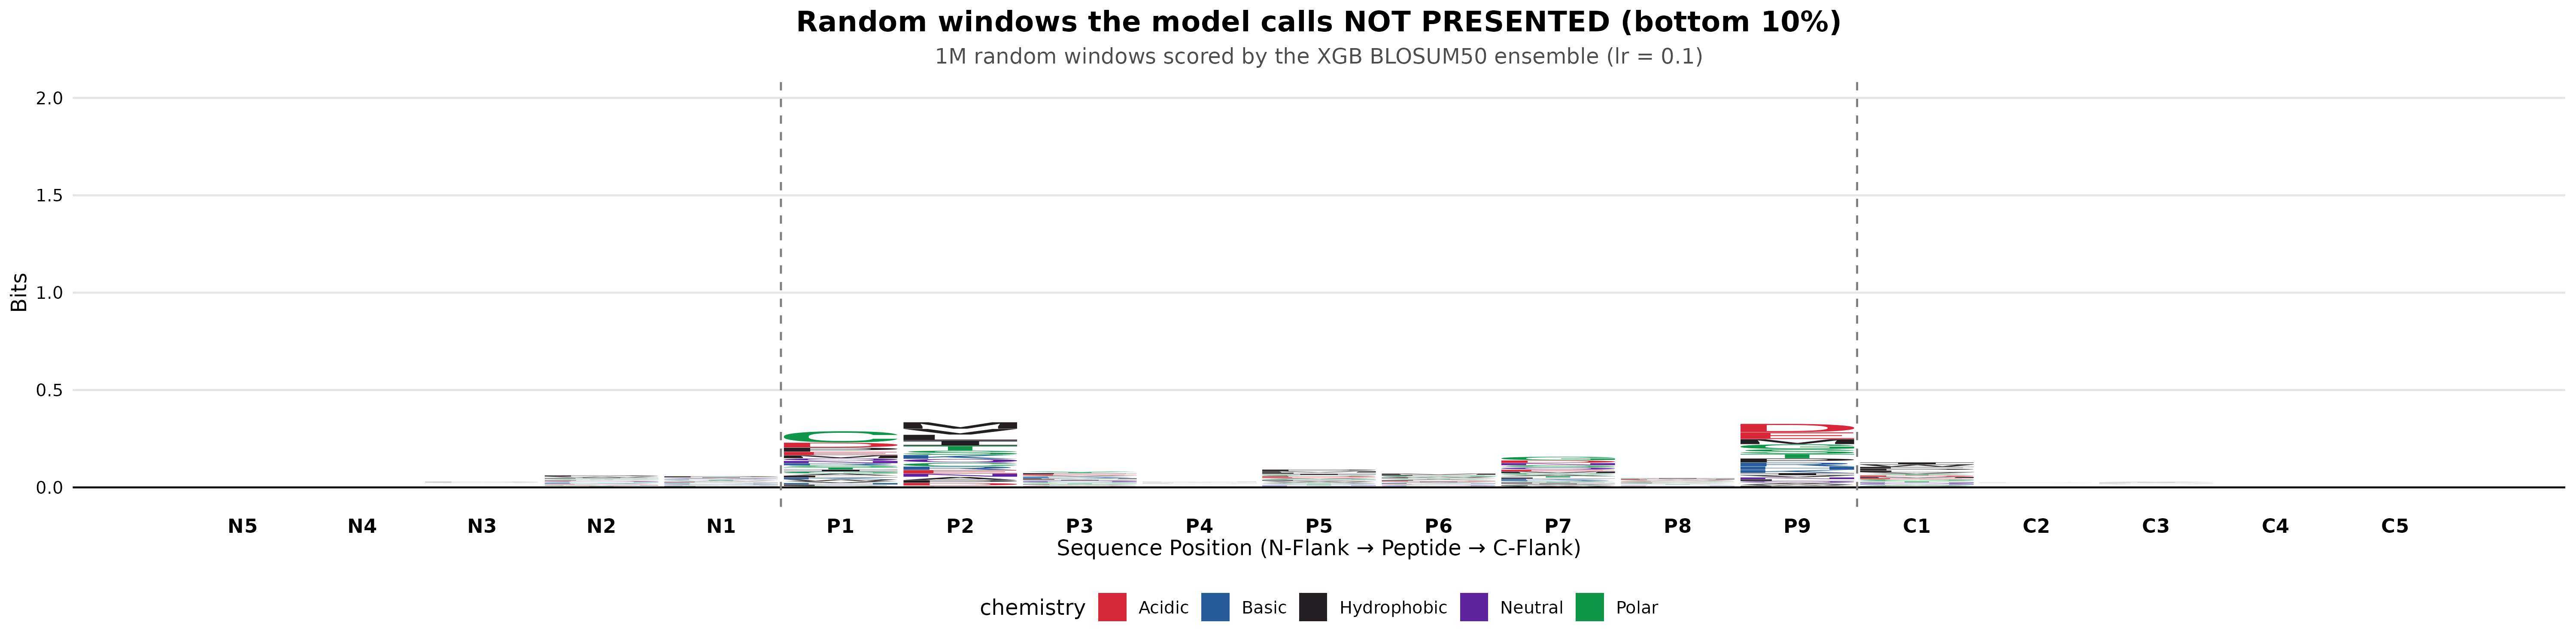 Random windows the model calls NOT PRESENTED (bottom 10%)
1M random windows scored by the XGB BLOSUM50 ensemble (lr = 0.1)
Bits
2.0
1.5
1.0
0.5
0.0
N5 N4 N3 N2 N1 P1 P2 P3 P4 P5 P6 P7 P8 P9 C1 C2 C3 C4 C5
Sequence Position (N-Flank → Peptide → C-Flank)
chemistry Acidic Basic Hydrophobic Neutral Polar